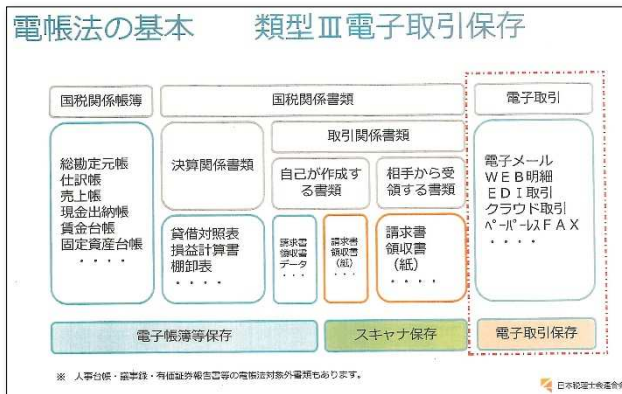 電帳法の基本　類型Ⅲ電子取引保存
国税関係帳簿
国税関係書類
電子取引
取引関係書類
総勘定元帳
仕訳帳
売上帳
現金出納帳
賃金台帳
固定資産台帳
・・・・
決算関係書類
自己が作成す
る書類
相手から受
領する書類
貸借対照表
損益計算書
棚卸表
・・・・
請求書
領収書
データ
・・・
請求書
領収書
（紙）
・・・
請求書
領収書
（紙）
・・・・
電子メール
ＷＥＢ明細
ＥＤＩ取引
クラウド取引
ﾍﾟｰﾊﾟｰﾚｽＦＡＸ
・・・・
電子帳簿等保存
スキャナ保存
電子取引保存
※　人事台帳・議事録・有価証券報告書等の電帳法対象外書類もあります。
日本税理士会連合会